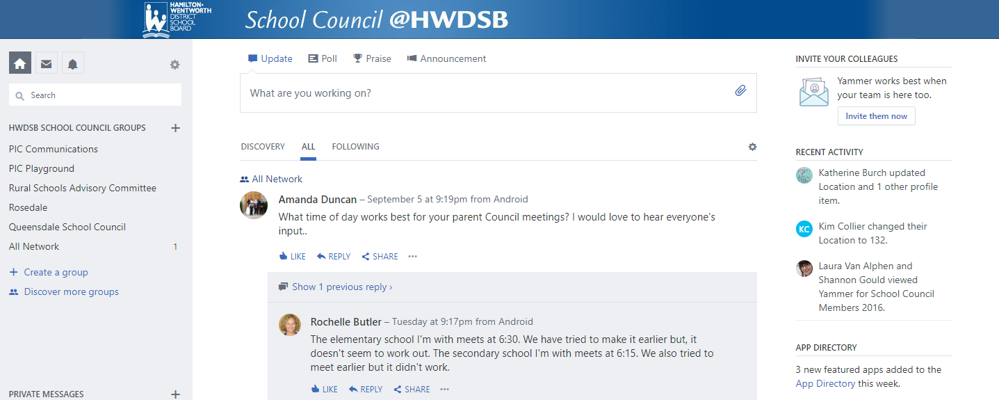 HAMILTON-
WENTWORTH
DISTRICT
SCHOOL
BOARD
School Council @HWDSB
Search
HWDSB SCHOOL COUNCIL GROUPS
PIC Communications
PIC Playground
Rural Schools Advisory Committee
Rosedale
Queensdale School Council
All Network 1
+ Create a group
Discover more groups
PRIVATE MESSAGES
Update Poll Praise Announcement
What are you working on?
DISCOVERY ALL FOLLOWING
All Network
Amanda Duncan – September 5 at 9:19pm from Android
What time of day works best for your parent Council meetings? I would love to hear everyone's
input..
LIKE REPLY SHARE ...
Show 1 previous reply ›
Rochelle Butler – Tuesday at 9:17pm from Android
The elementary school I'm with meets at 6:30. We have tried to make it earlier but, it
doesn't seem to work out. The secondary school I'm with meets at 6:15. We also tried to
meet earlier but it didn't work.
LIKE REPLY SHARE ...
INVITE YOUR COLLEAGUES
Yammer works best when
your team is here too.
Invite them now
RECENT ACTIVITY
Katherine Burch updated
Location and 1 other profile
item.
KC
Kim Collier changed their
Location to 132.
Laura Van Alphen and
Shannon Gould viewed
Yammer for School Council
Members 2016.
APP DIRECTORY
3 new featured apps added to the
App Directory this week.